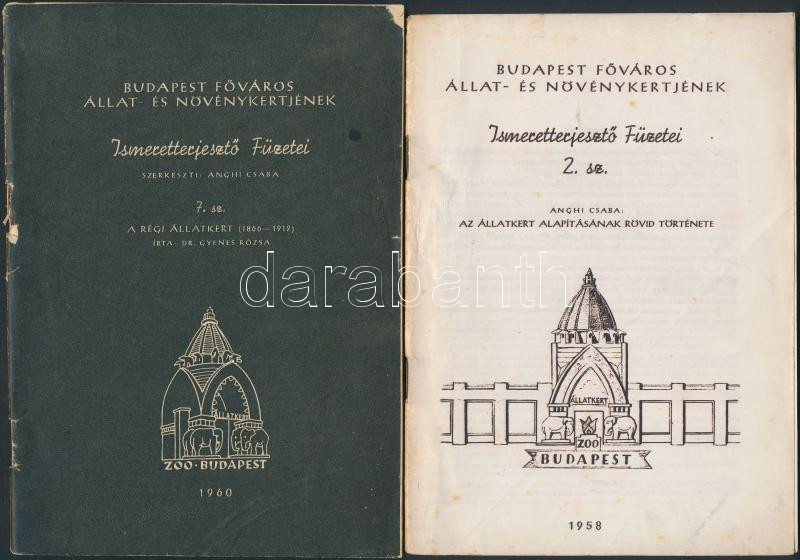 BUDAPEST FŐVÁROS
ÁLLAT- ÉS NÖVÉNYKERTJÉNEK
Ismeretterjesztő Füzetei
SZERKESZTI: ANGHI CSABA
7. sz.
A RÉGI ÁLLATKERT (1866—1912)
ÍRTA: DR. GYENES RÓZSA
ÁLLATKERT
ZOO·BUDAPEST
1960
BUDAPEST FŐVÁROS
ÁLLAT- ÉS NÖVÉNYKERTJÉNEK
Ismeretterjesztő Füzetei
2. sz.
ANGHI CSABA:
AZ ÁLLATKERT ALAPÍTÁSÁNAK RÖVID TÖRTÉNETE
ÁLLATKERT
ZOO
BUDAPEST
1958
darabanth